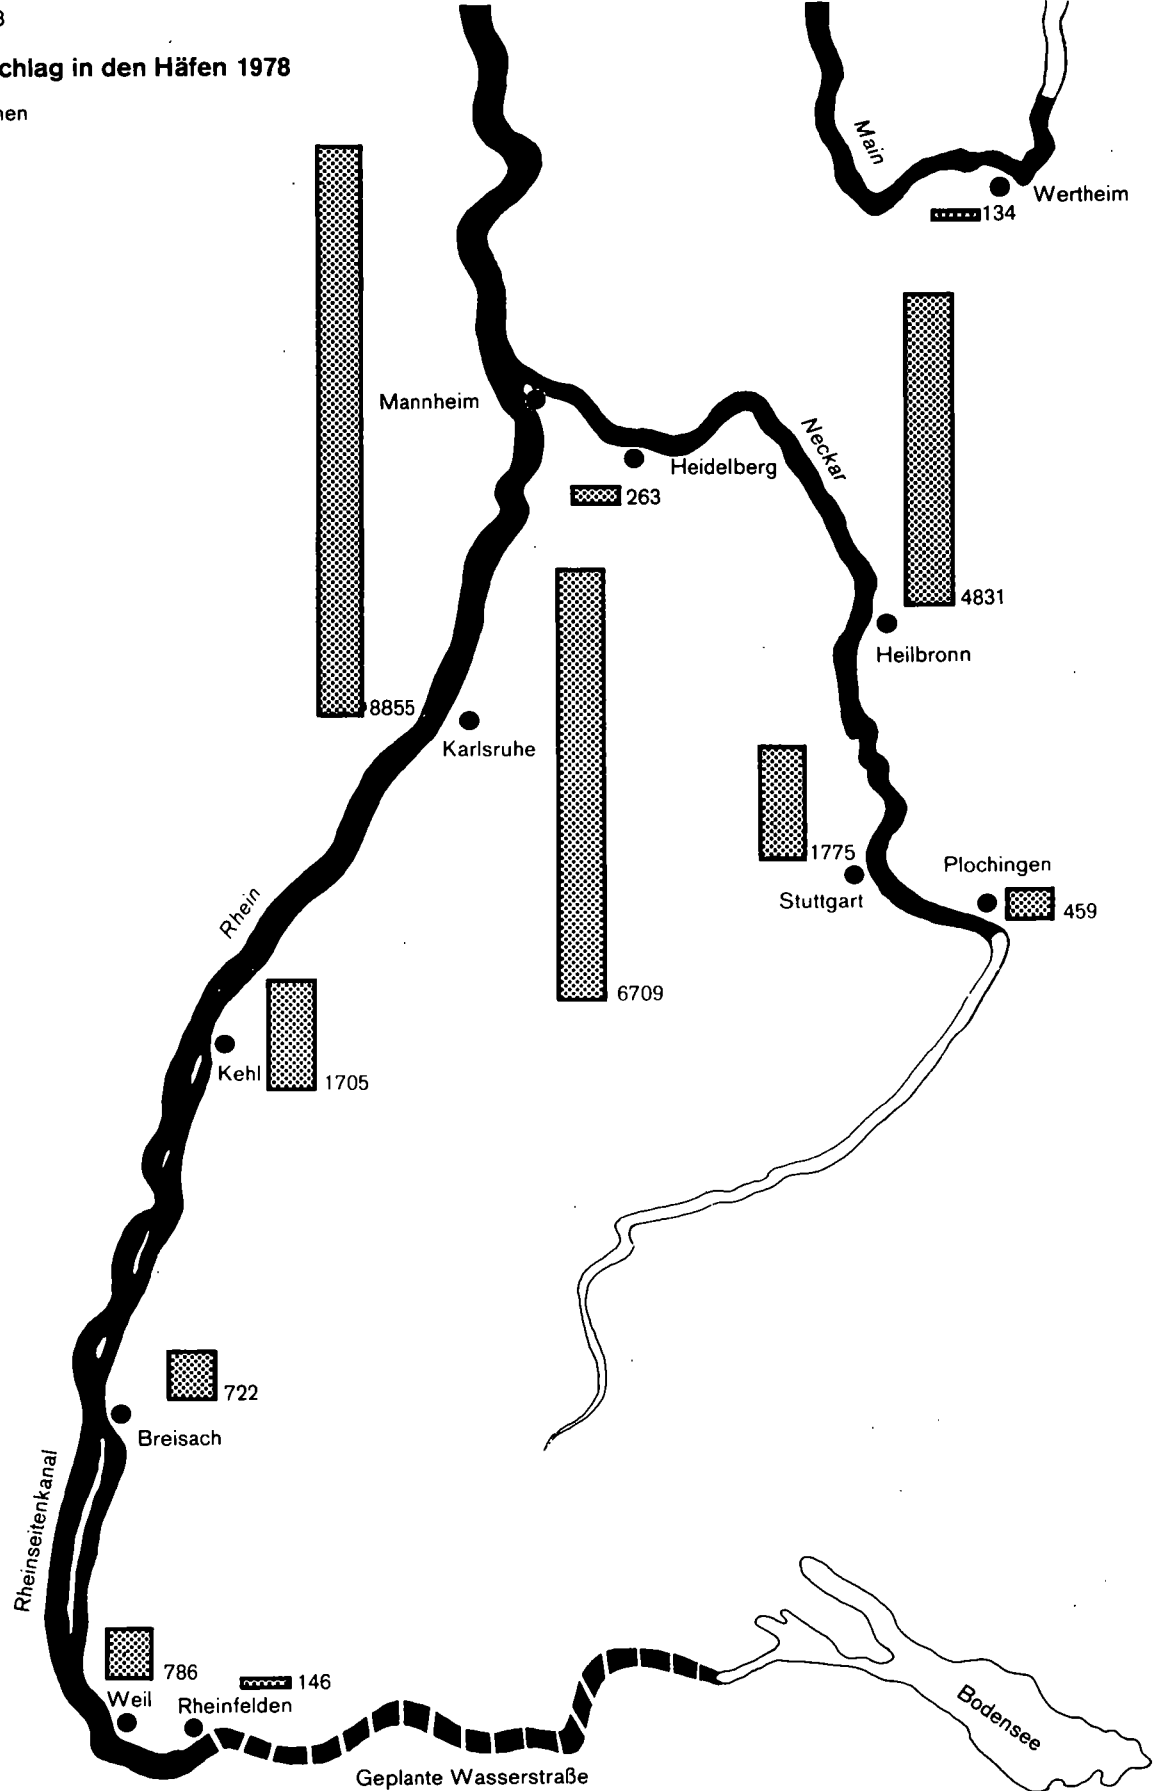 3
chlag in den Häfen 1978
nen
Main
Wertheim
134
Mannheim
Heidelberg
263
Neckar
4831
Heilbronn
8855
Karlsruhe
1775
Stuttgart
Plochingen
459
Rhein
6709
Kehl
1705
722
Breisach
Rheinseitenkanal
786
Weil
146
Rheinfelden
Bodensee
Geplante Wasserstraße